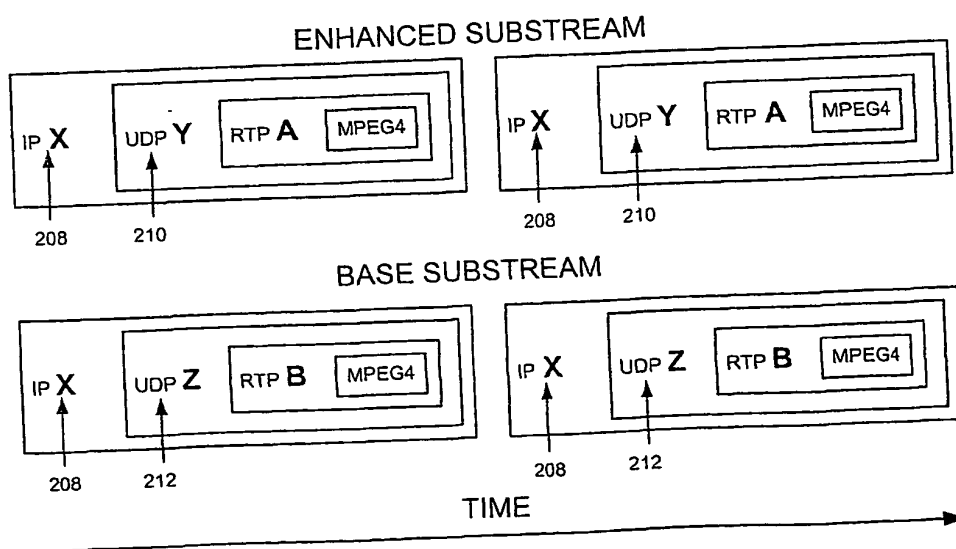 ENHANCED SUBSTREAM
IP X UDP Y RTP A MPEG4 IP X UDP Y RTP A MPEG4
208 210 208 210
BASE SUBSTREAM
IP X UDP Z RTP B MPEG4 IP X UDP Z RTP B MPEG4
208 212 208 212
TIME